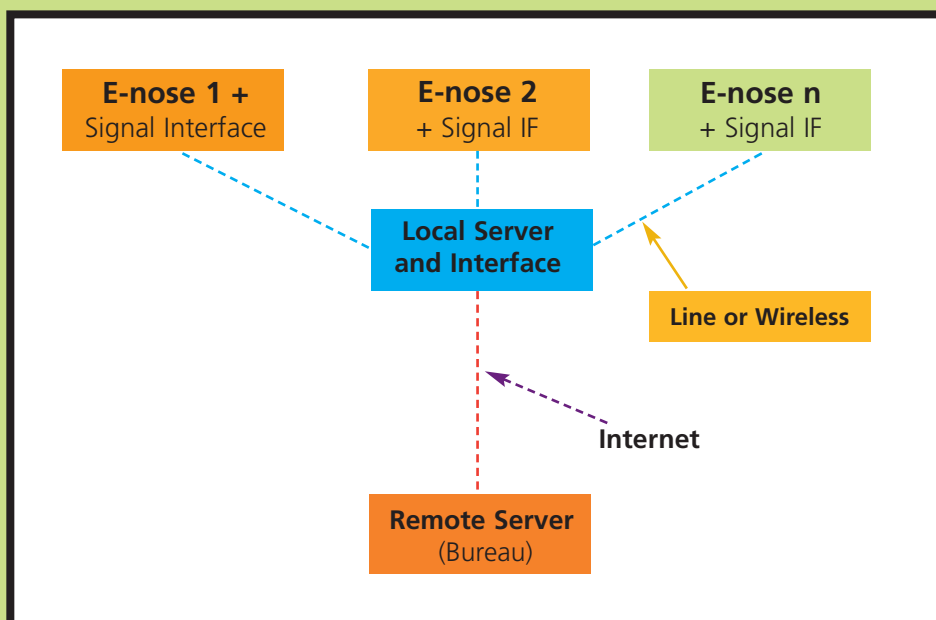 E-nose 1 +
Signal Interface
E-nose 2
+ Signal IF
E-nose n
+ Signal IF
Local Server
and Interface
Line or Wireless
Internet
Remote Server
(Bureau)